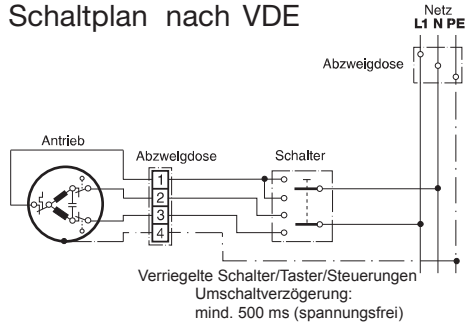 Schaltplan nach VDE
Netz
L1 N PE
Abzweigdose
Antrieb
Abzweigdose
Schalter
1
2
3
4
Verriegelte Schalter/Taster/Steuerungen
Umschaltverzögerung:
mind. 500 ms (spannungsfrei)